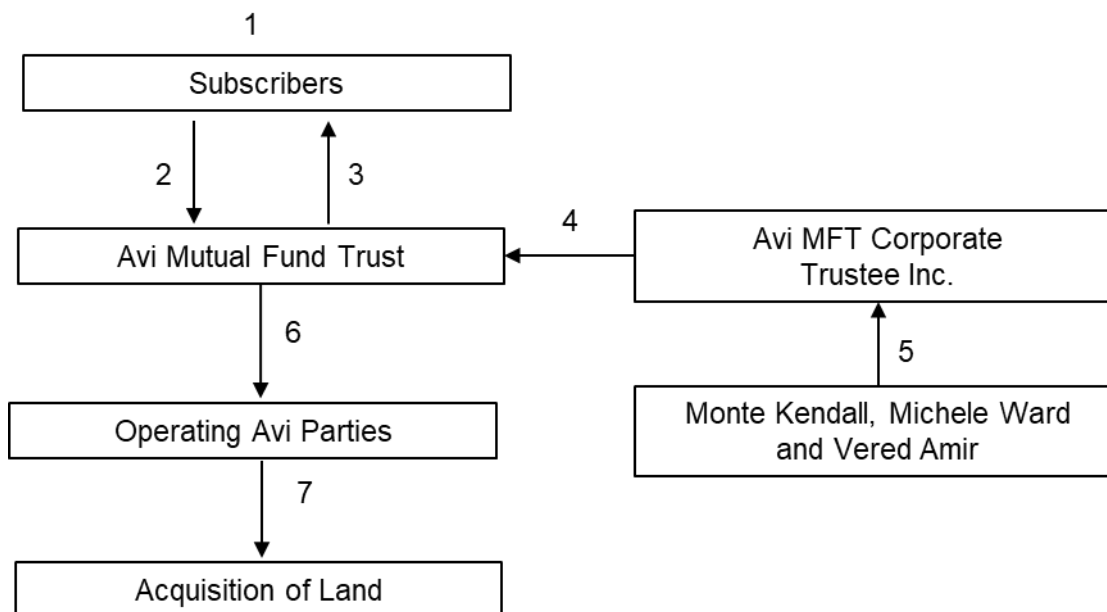 1
Subscribers
2
3
Avi Mutual Fund Trust
4
Avi MFT Corporate
Trustee Inc.
5
Monte Kendall, Michele Ward
and Vered Amir
6
Operating Avi Parties
7
Acquisition of Land